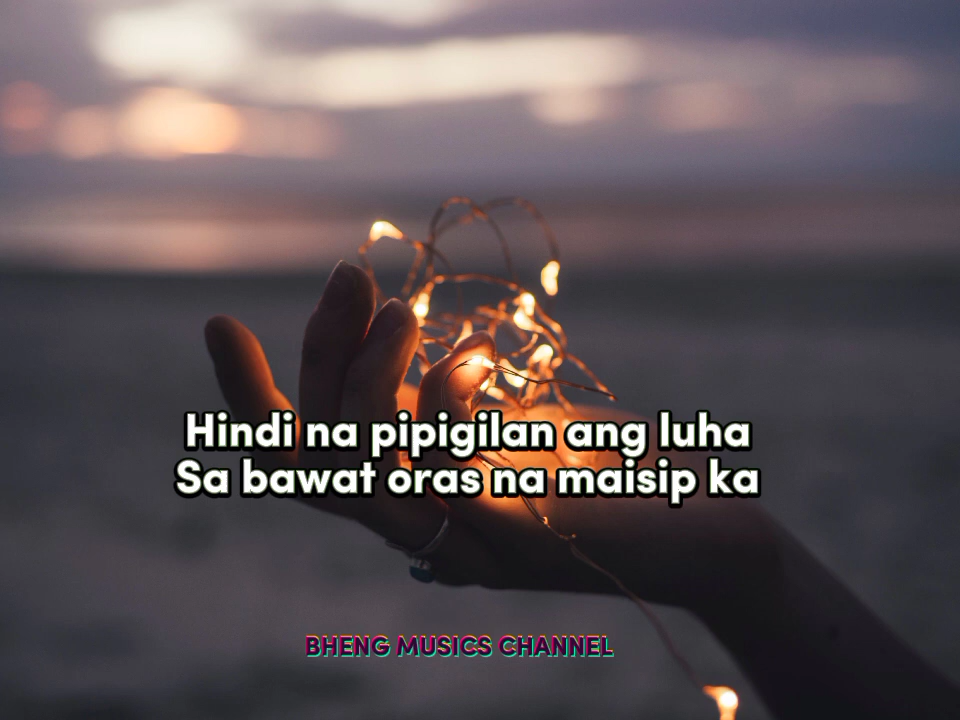 Hindi na pipigilan ang luha
Sa bawat oras na maisip ka
BHENG MUSICS CHANNEL